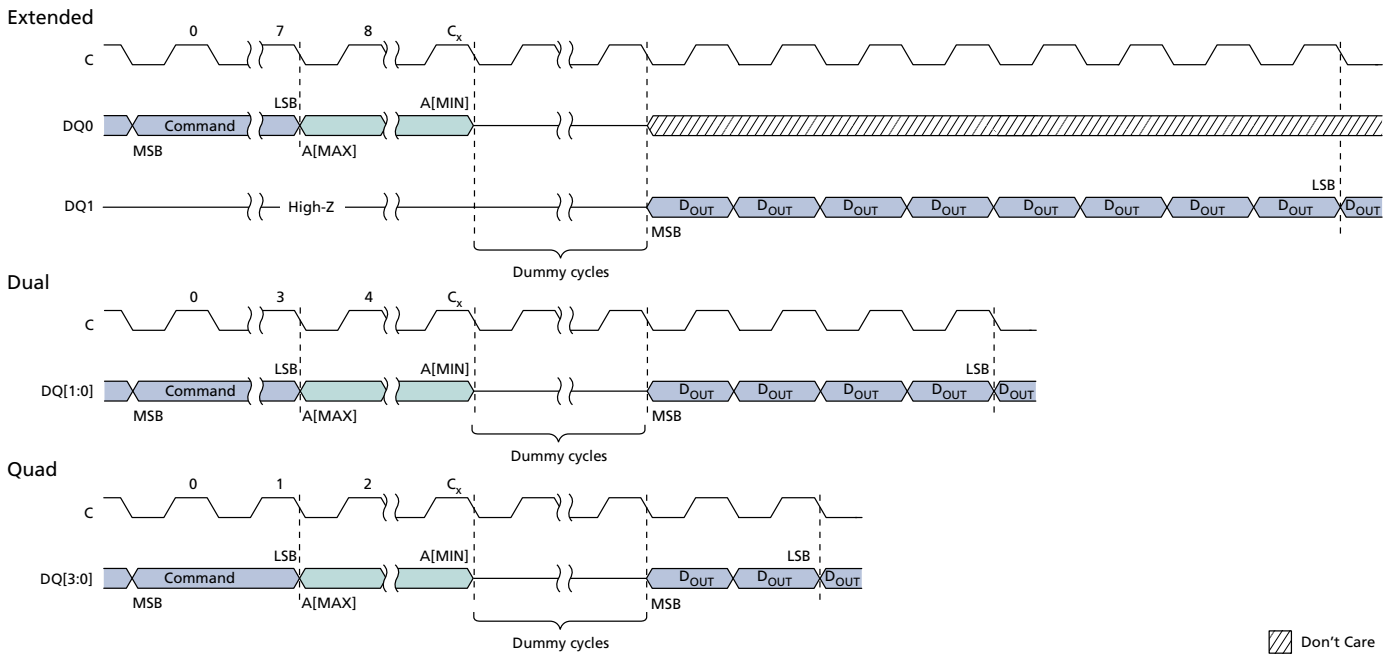 Extended
0 7 8 Cx
C
LSB A[MIN]
DQ0 Command
MSB A[MAX]
LSB
DQ1 High-Z DOUT DOUT DOUT DOUT DOUT DOUT DOUT DOUT DOUT
MSB
Dummy cycles
Dual
0 3 4 Cx
C
LSB A[MIN] LSB
DQ[1:0] Command DOUT DOUT DOUT DOUT DOUT
MSB A[MAX] MSB
Dummy cycles
Quad
0 1 2 Cx
C
LSB A[MIN] LSB
DQ[3:0] Command DOUT DOUT DOUT
MSB A[MAX] MSB
Dummy cycles
Don't Care